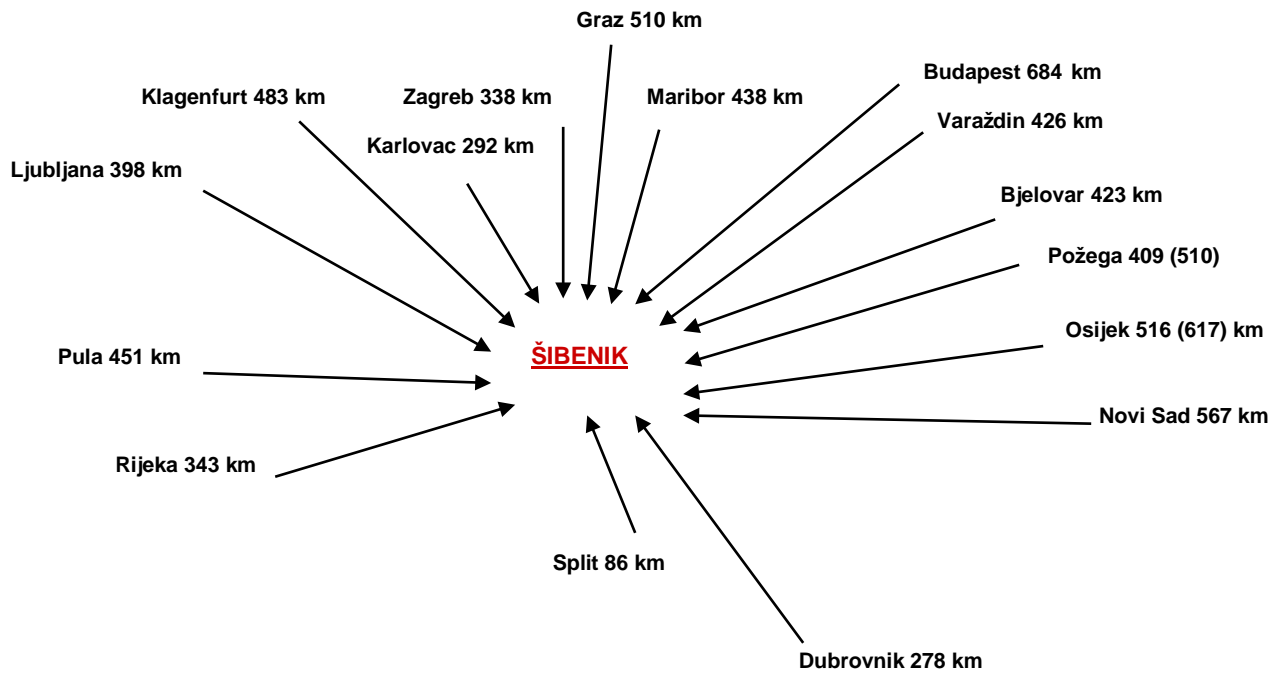 Graz 510 km
Budapest 684 km
Klagenfurt 483 km
Zagreb 338 km
Maribor 438 km
Varaždin 426 km
Karlovac 292 km
Ljubljana 398 km
Bjelovar 423 km
Požega 409 (510)
Osijek 516 (617) km
ŠIBENIK
Pula 451 km
Novi Sad 567 km
Rijeka 343 km
Split 86 km
Dubrovnik 278 km